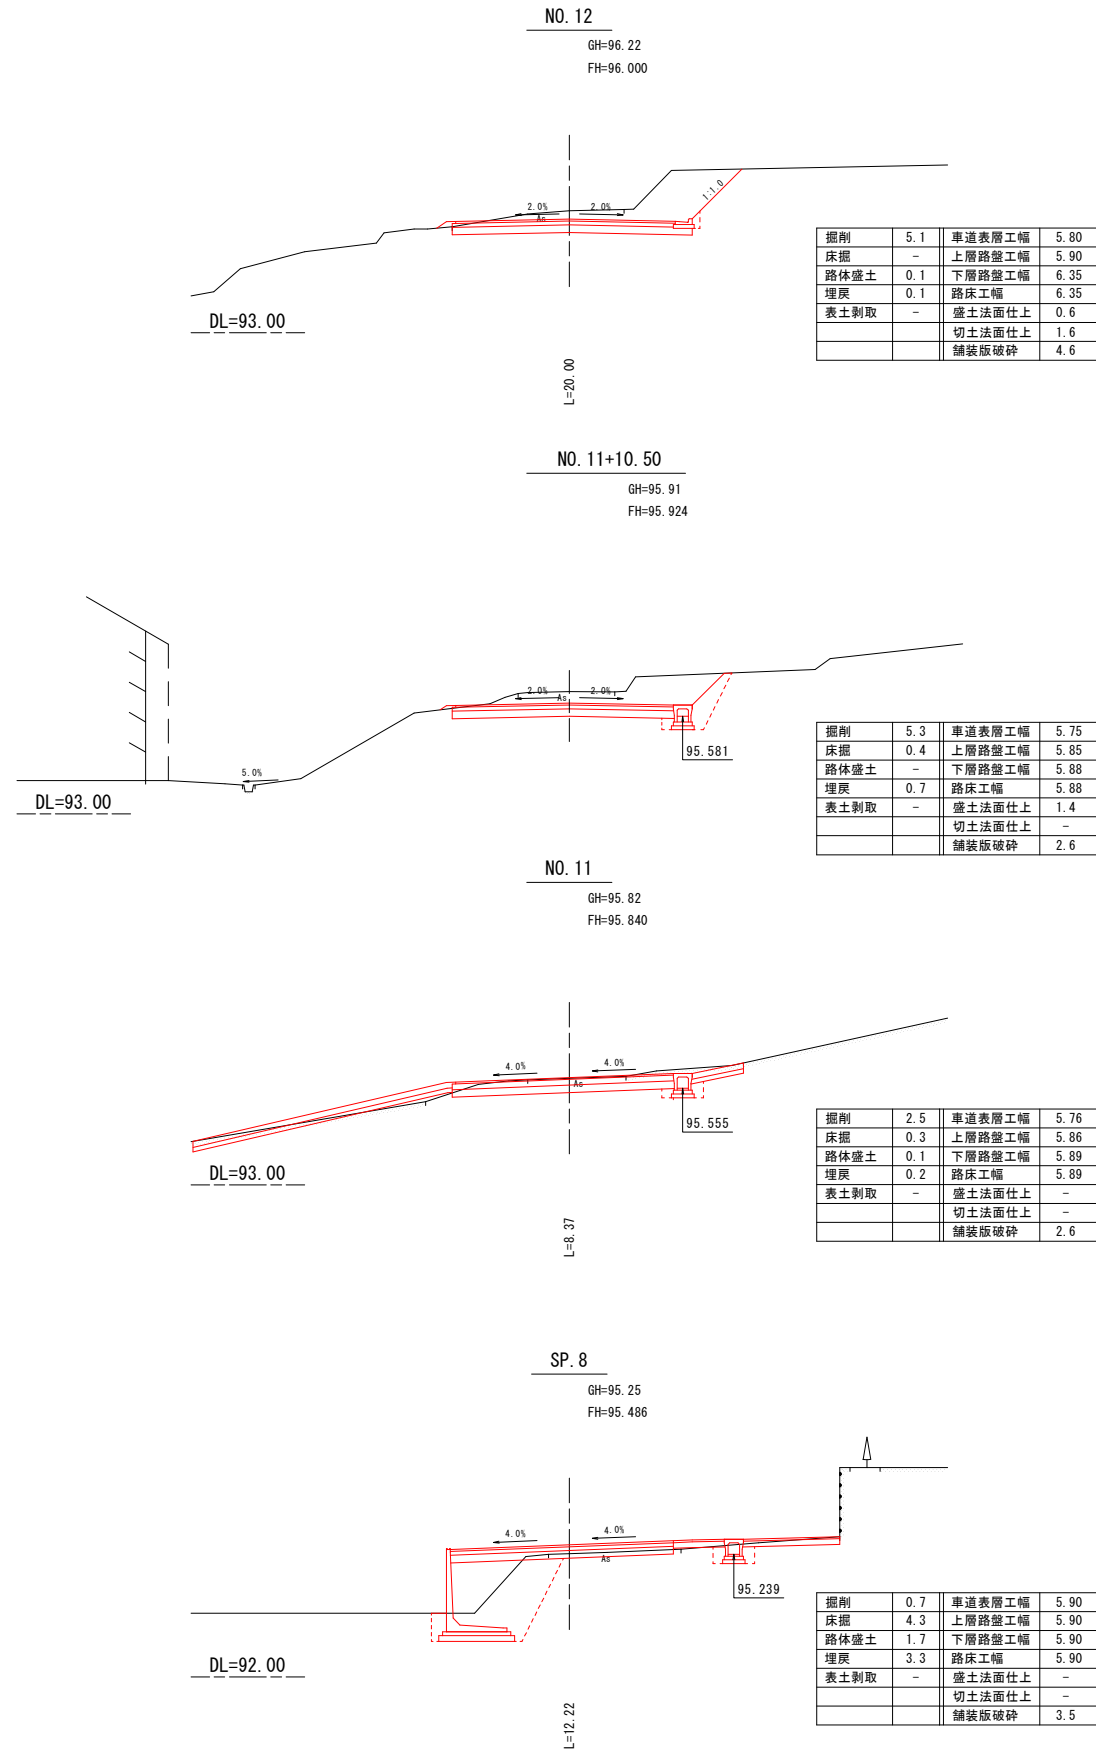 NO.12
GH=96.22
FH=96.000
1:1.0
2.0% 2.0%
As
掘削 5.1 車道表層工幅 5.80
床掘 - 上層路盤工幅 5.90
路体盛土 0.1 下層路盤工幅 6.35
埋戻 0.1 路床工幅 6.35
表土剥取 - 盛土法面仕上 0.6
切土法面仕上 1.6
舗装版破砕 4.6
DL=93.00
L=20.00
NO.11+10.50
GH=95.91
FH=95.924
2.0% 2.0%
As
95.581
5.0%
DL=93.00
掘削 5.3 車道表層工幅 5.75
床掘 0.4 上層路盤工幅 5.85
路体盛土 - 下層路盤工幅 5.88
埋戻 0.7 路床工幅 5.88
表土剥取 - 盛土法面仕上 1.4
切土法面仕上 -
舗装版破砕 2.6
NO.11
GH=95.82
FH=95.840
4.0% 4.0%
As
95.555
DL=93.00
掘削 2.5 車道表層工幅 5.76
床掘 0.3 上層路盤工幅 5.86
路体盛土 0.1 下層路盤工幅 5.89
埋戻 0.2 路床工幅 5.89
表土剥取 - 盛土法面仕上 -
切土法面仕上 -
舗装版破砕 2.6
L=8.37
SP.8
GH=95.25
FH=95.486
4.0% 4.0%
As
95.239
DL=92.00
掘削 0.7 車道表層工幅 5.90
床掘 4.3 上層路盤工幅 5.90
路体盛土 1.7 下層路盤工幅 5.90
埋戻 3.3 路床工幅 5.90
表土剥取 - 盛土法面仕上 -
切土法面仕上 -
舗装版破砕 3.5
L=12.22